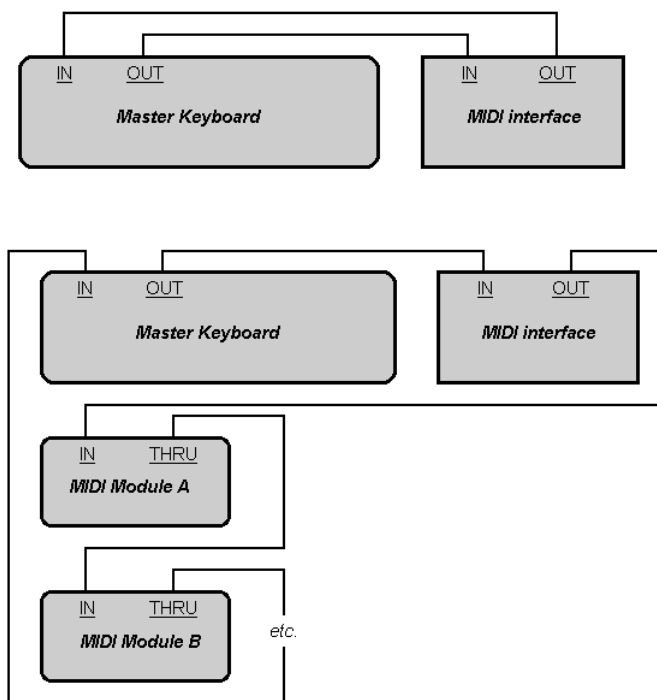 IN OUT IN OUT
Master Keyboard MIDI interface
IN OUT IN OUT
Master Keyboard MIDI interface
IN THRU
MIDI Module A
IN THRU
MIDI Module B
etc.